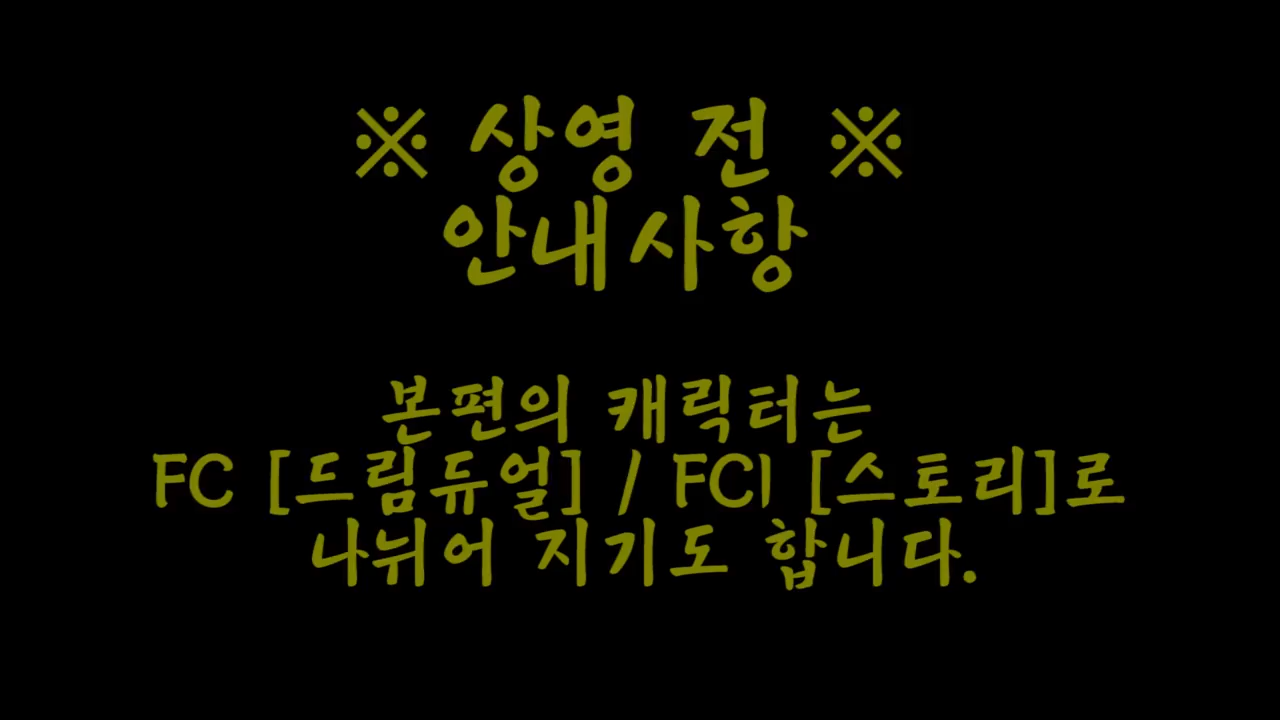 ※ 상영 전 ※
안내사항
본편의 캐릭터는
FC [드림듀얼] / FCI [스토리]로
나뉘어 지기도 합니다.